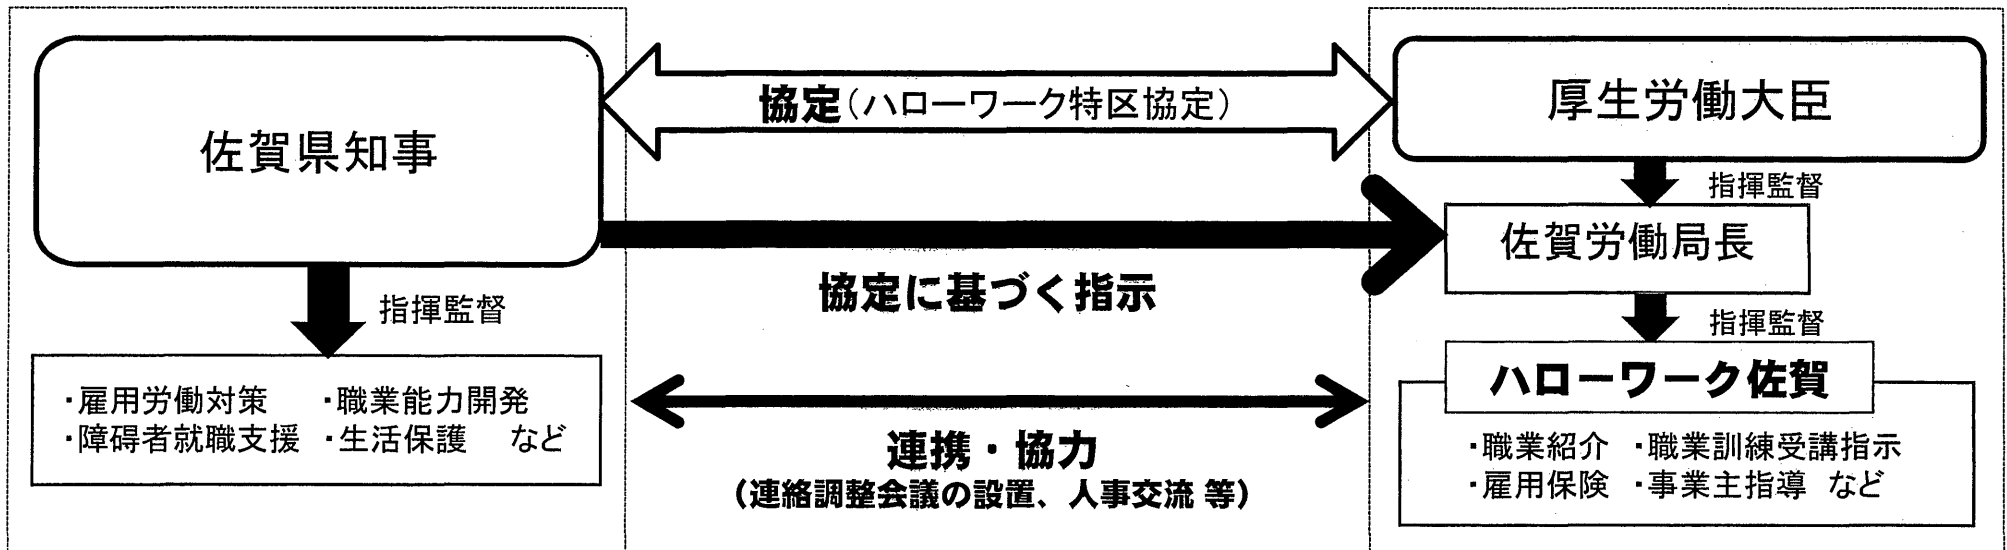 佐賀県知事
指揮監督
・雇用労働対策 ・職業能力開発
・障碍者就職支援 ・生活保護 など
協定(ハローワーク特区協定)
協定に基づく指示
連携・協力
(連絡調整会議の設置、人事交流 等)
厚生労働大臣
指揮監督
佐賀労働局長
指揮監督
ハローワーク佐賀
・職業紹介 ・職業訓練受講指示
・雇用保険 ・事業主指導 など